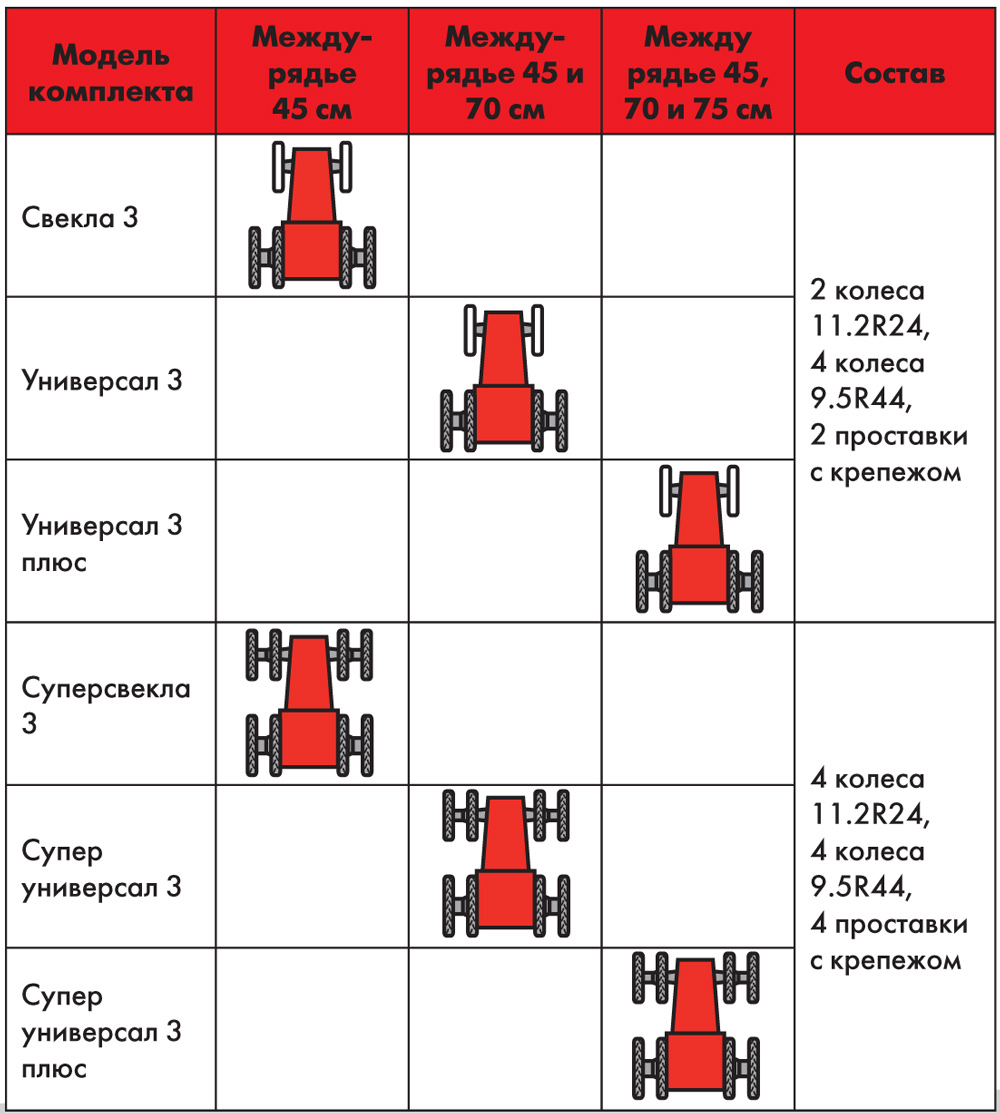 Модель
комплекта
Между-
рядье
45 см
Между-
рядье 45 и
70 см
Между
рядье 45,
70 и 75 см
Состав
Свекла 3
Универсал 3
Универсал 3
плюс
2 колеса
11.2R24,
4 колеса
9.5R44,
2 проставки
с крепежом
Суперсвекла
3
Супер
универсал 3
Супер
универсал 3
плюс
4 колеса
11.2R24,
4 колеса
9.5R44,
4 проставки
с крепежом